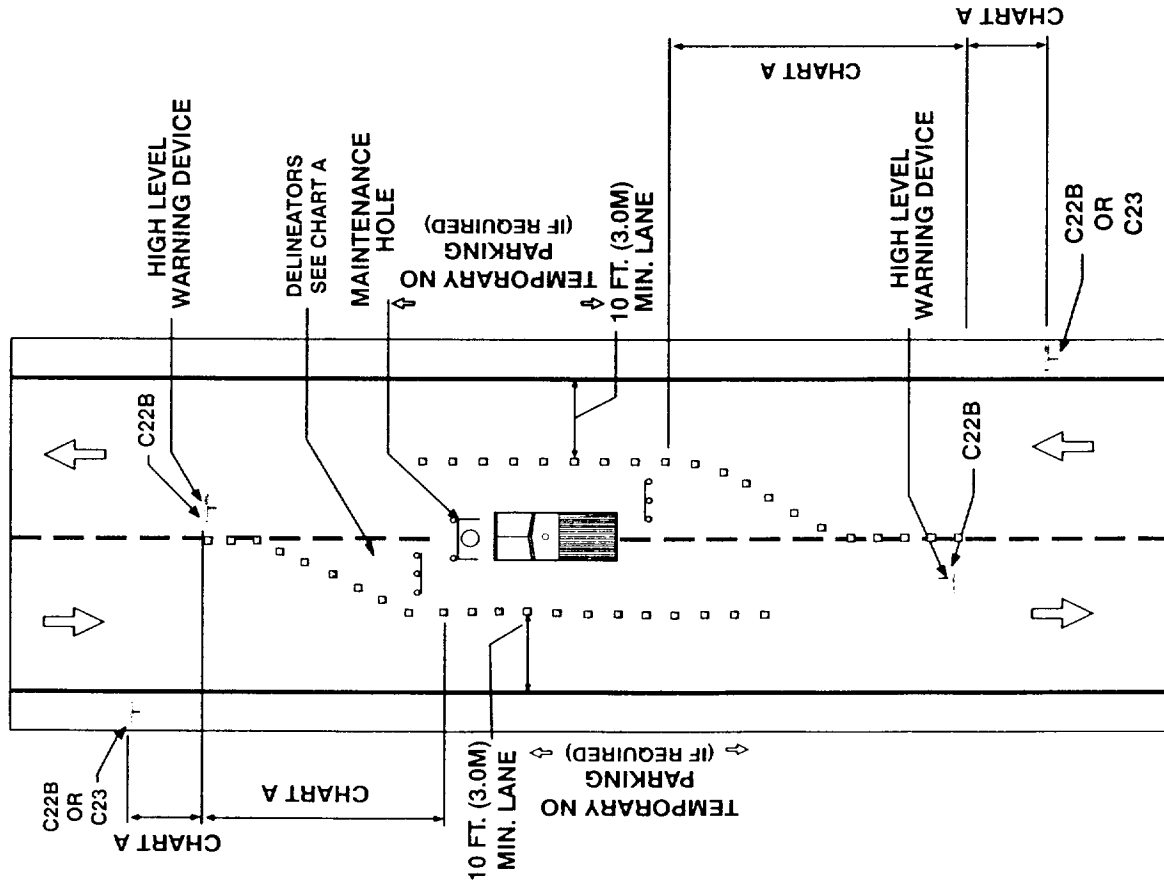 HIGH LEVEL
WARNING DEVICE
C22B
DELINEATORS
SEE CHART A
MAINTENANCE
HOLE
TEMPORARY NO
PARKING
(IF REQUIRED)
10 FT. (3.0M)
MIN. LANE
CHART A
CHART A
HIGH LEVEL
WARNING DEVICE
C22B
C22B
OR
C23
C22B
OR
C23
CHART A
CHART A
10 FT. (3.0M)
MIN. LANE
TEMPORARY NO
PARKING
(IF REQUIRED)